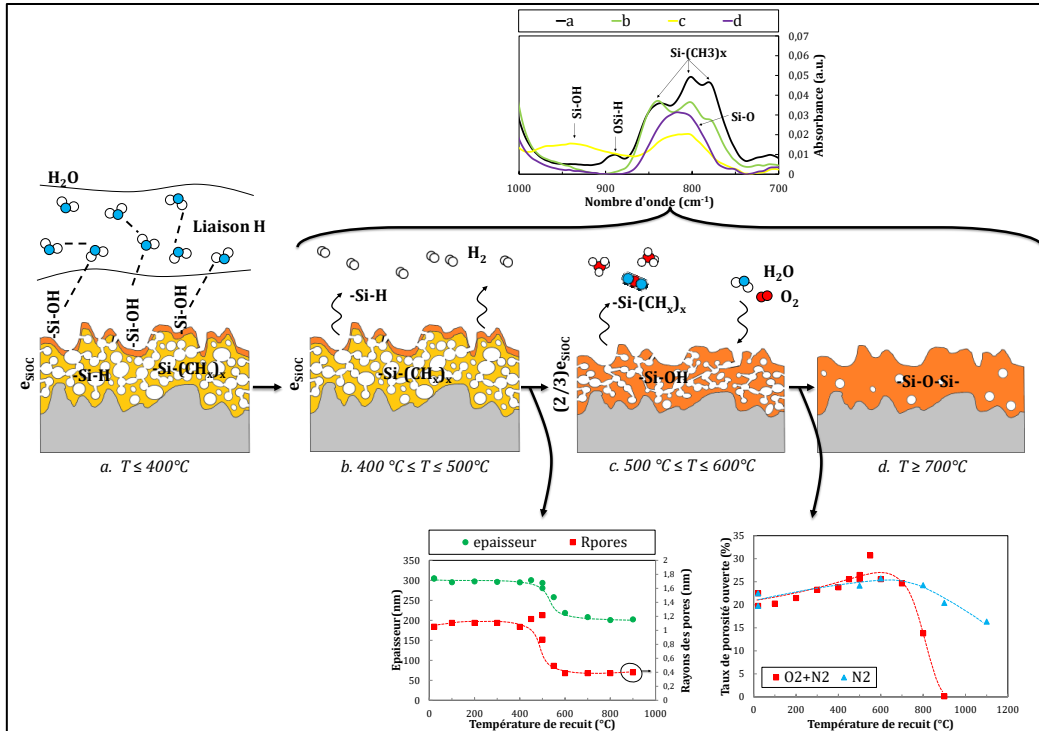 a b c d
Si-(CH3)x
Si-OH
OSi-H
Si-O
0,07
0,06
0,05
0,04
0,03
0,02
0,01
0
Absorbance (a.u.)
1000 900 800 700
Nombre d'onde (cm⁻¹)
H₂O
Liaison H
-Si-OH
-Si-OH
-Si-OH
e_SiOC
-Si-H
-Si-(CHₓ)ₓ
a. T ≤ 400°C
H₂
-Si-H
e_SiOC
-Si-(CHₓ)ₓ
b. 400 °C ≤ T ≤ 500°C
-Si-(CHₓ)ₓ
H₂O
O₂
(2/3)e_SiOC
-Si-OH
c. 500 °C ≤ T ≤ 600°C
-Si-O-Si-
d. T ≥ 700°C
epaisseur Rpores
350
300
250
200
150
100
50
0
Epaisseur(nm)
2
1,8
1,6
1,4
1,2
1
0,8
0,6
0,4
0,2
0
Rayons des pores (nm)
0 200 400 600 800 1000
Température de recuit (°C)
35
30
25
20
15
10
5
0
Taux de porosité ouverte (%)
O2+N2 N2
0 200 400 600 800 1000 1200
Température de recuit (°C)